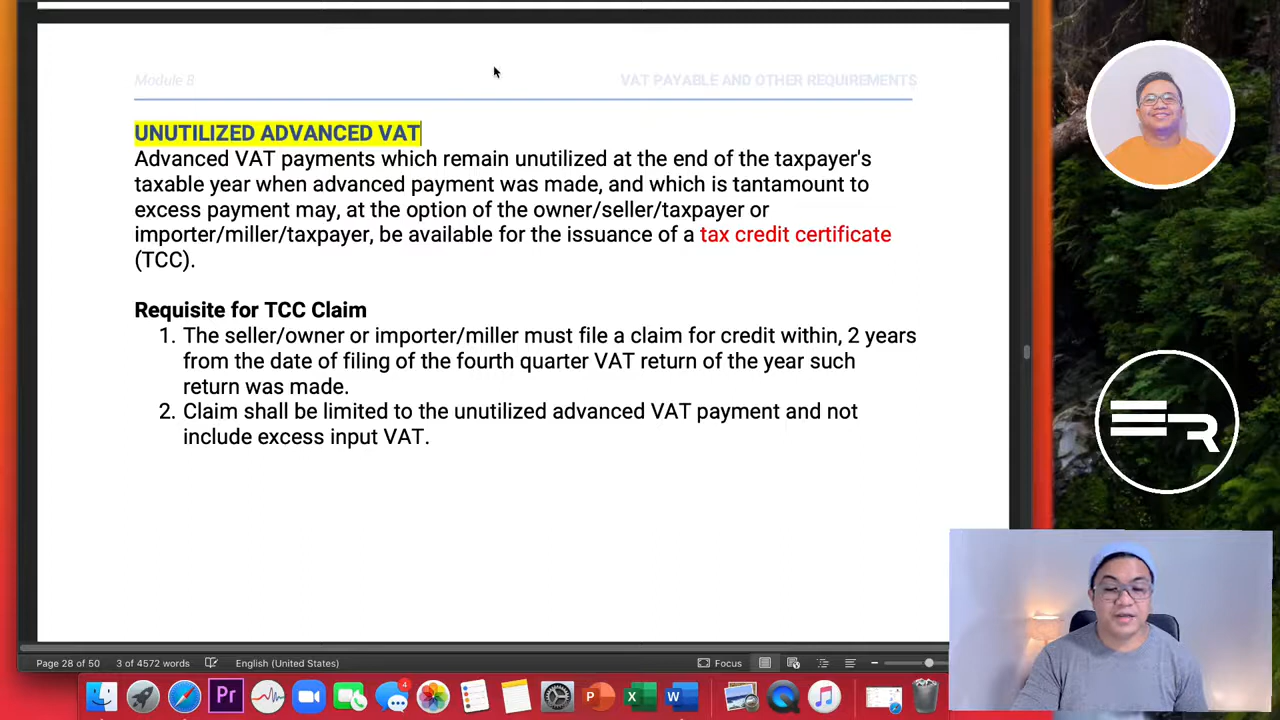 Module 8
VAT PAYABLE AND OTHER REQUIREMENTS
UNUTILIZED ADVANCED VAT
Advanced VAT payments which remain unutilized at the end of the taxpayer's
taxable year when advanced payment was made, and which is tantamount to
excess payment may, at the option of the owner/seller/taxpayer or
importer/miller/taxpayer, be available for the issuance of a tax credit certificate
(TCC).
Requisite for TCC Claim
1. The seller/owner or importer/miller must file a claim for credit within, 2 years
from the date of filing of the fourth quarter VAT return of the year such
return was made.
2. Claim shall be limited to the unutilized advanced VAT payment and not
include excess input VAT.
ER
Page 28 of 50
3 of 4572 words
English (United States)
Focus
Pr
4
P
X
W